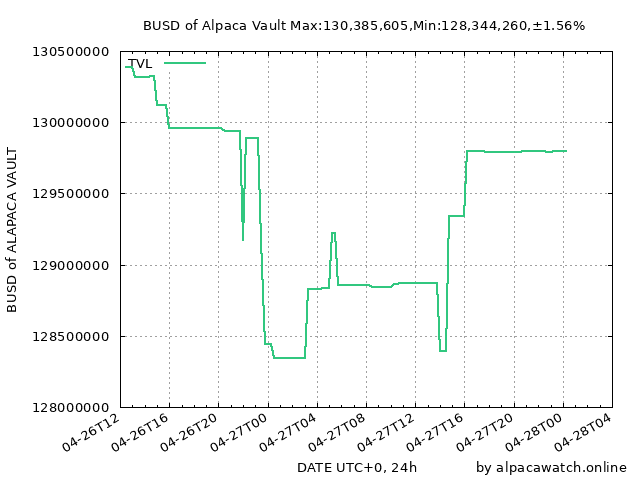 BUSD of Alpaca Vault Max:130,385,605,Min:128,344,260,±1.56%
130500000
TVL
130000000
129500000
129000000
128500000
128000000
BUSD of ALAPACA VAULT
04-26T12
04-26T16
04-26T20
04-27T00
04-27T04
04-27T08
04-27T12
04-27T16
04-27T20
04-28T00
04-28T04
DATE UTC+0, 24h
by alpacawatch.online